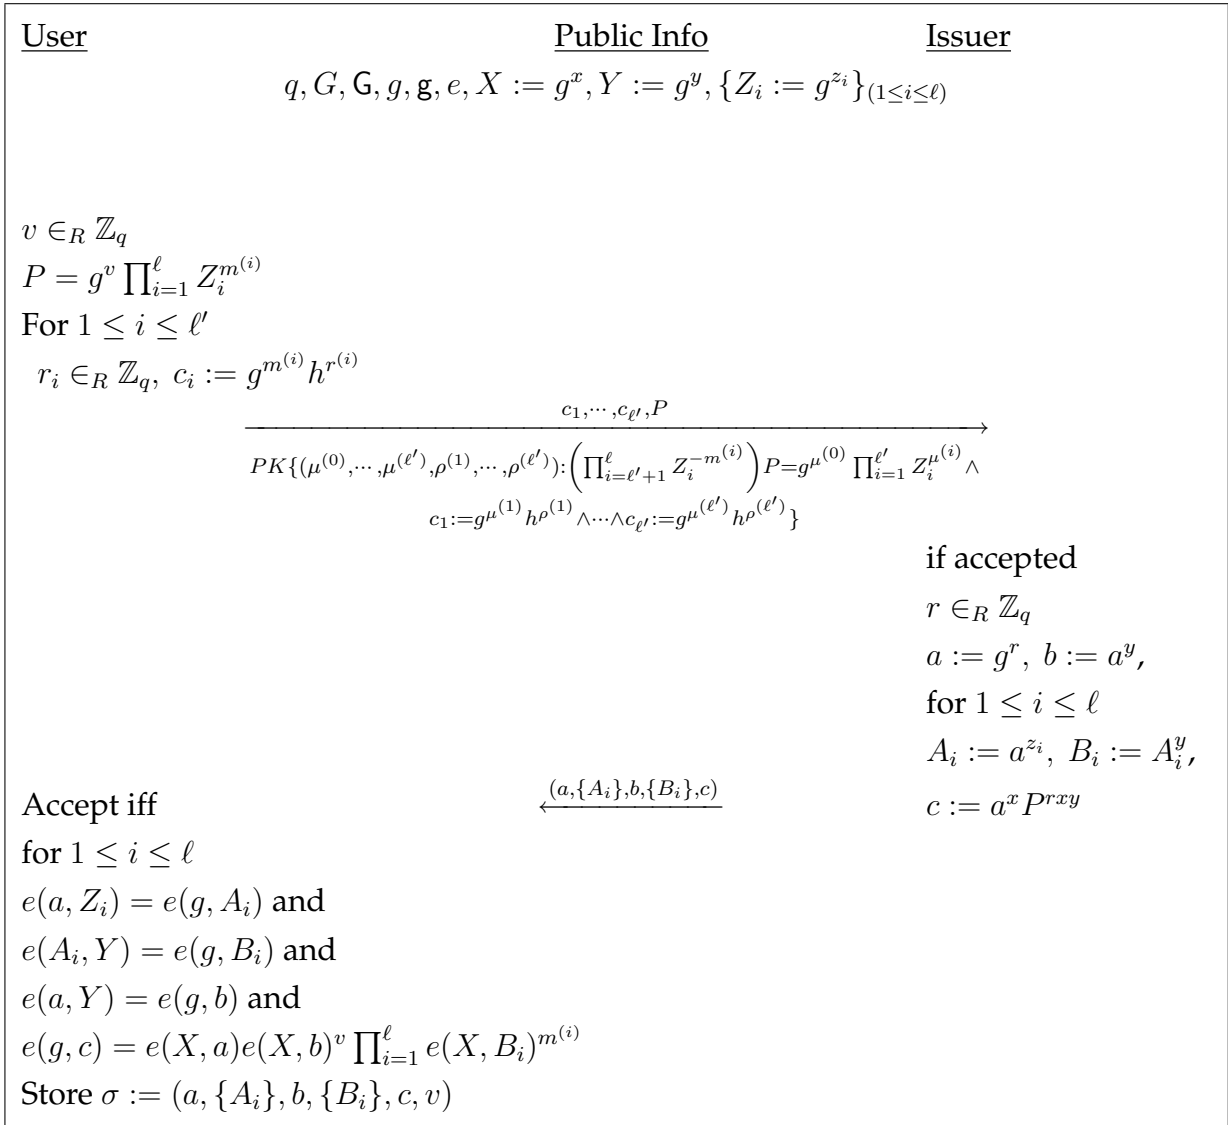 User Public Info Issuer
q, G, 𝖦, g, 𝗀, e, X := g^x, Y := g^y, {Z_i := g^{z_i}}_{(1≤i≤ℓ)}
v ∈_R ℤ_q
P = g^v ∏_{i=1}^{ℓ} Z_i^{m^{(i)}}
For 1 ≤ i ≤ ℓ′
r_i ∈_R ℤ_q, c_i := g^{m^{(i)}} h^{r^{(i)}}
c_1,⋯,c_{ℓ′},P
PK{(μ^{(0)},⋯,μ^{(ℓ′)},ρ^{(1)},⋯,ρ^{(ℓ′)}):(∏_{i=ℓ′+1}^{ℓ} Z_i^{-m^{(i)}})P=g^{μ^{(0)}} ∏_{i=1}^{ℓ′} Z_i^{μ^{(i)}} ∧
c_1:=g^{μ^{(1)}} h^{ρ^{(1)}} ∧⋯∧ c_{ℓ′}:=g^{μ^{(ℓ′)}} h^{ρ^{(ℓ′)}}}
if accepted
r ∈_R ℤ_q
a := g^r, b := a^y,
for 1 ≤ i ≤ ℓ
A_i := a^{z_i}, B_i := A_i^y,
Accept iff (a,{A_i},b,{B_i},c) c := a^x P^{rxy}
for 1 ≤ i ≤ ℓ
e(a, Z_i) = e(g, A_i) and
e(A_i, Y) = e(g, B_i) and
e(a, Y) = e(g, b) and
e(g, c) = e(X, a)e(X, b)^v ∏_{i=1}^{ℓ} e(X, B_i)^{m^{(i)}}
Store σ := (a, {A_i}, b, {B_i}, c, v)